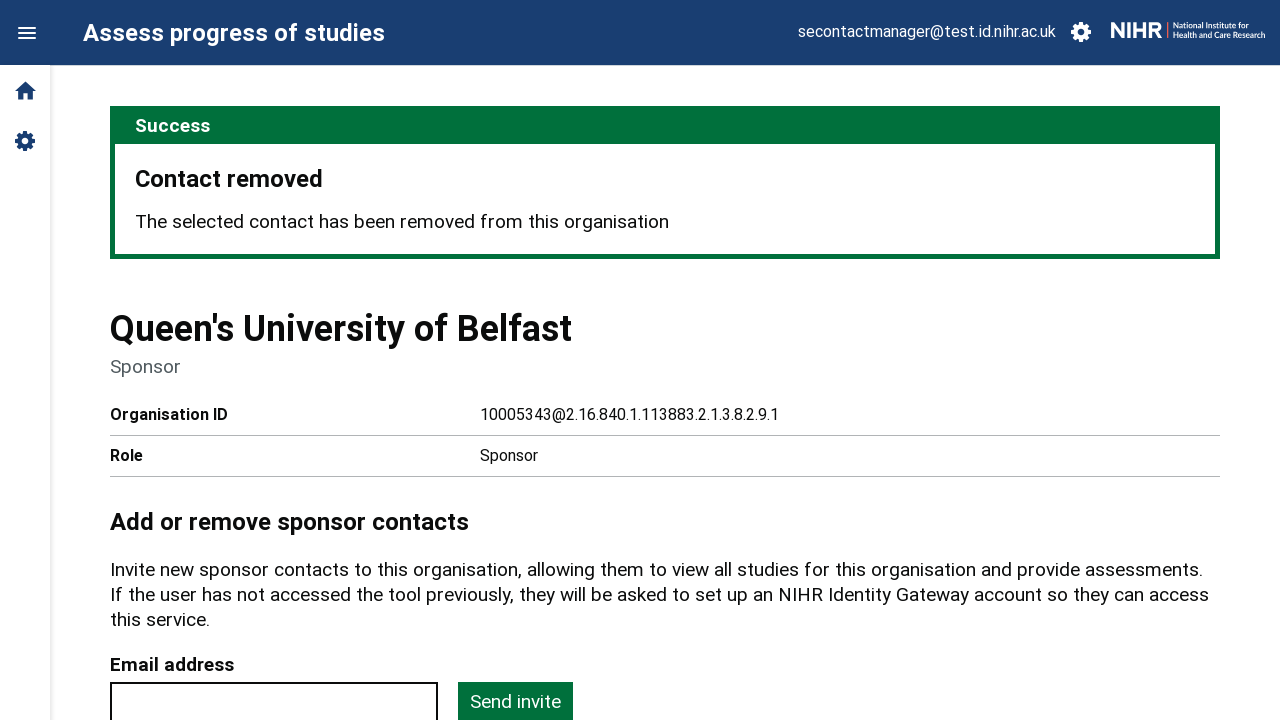 Assess progress of studies
secontactmanager@test.id.nihr.ac.uk
NIHR
National Institute for
Health and Care Research
Success
Contact removed
The selected contact has been removed from this organisation
Queen's University of Belfast
Sponsor
Organisation ID 10005343@2.16.840.1.113883.2.1.3.8.2.9.1
Role Sponsor
Add or remove sponsor contacts
Invite new sponsor contacts to this organisation, allowing them to view all studies for this organisation and provide assessments.
If the user has not accessed the tool previously, they will be asked to set up an NIHR Identity Gateway account so they can access
this service.
Email address
Send invite